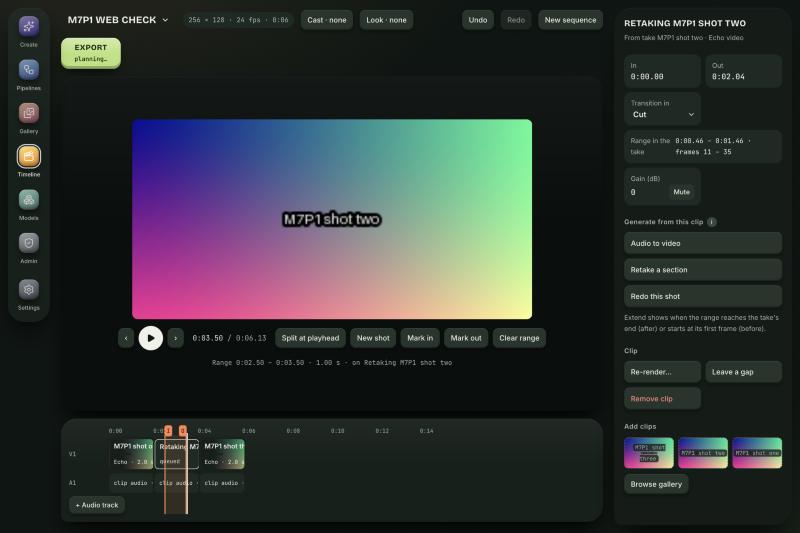 Create
Pipelines
Gallery
Timeline
Models
Admin
Settings
M7P1 WEB CHECK
256 × 128 · 24 fps · 0:06
Cast · none
Look · none
Undo
Redo
New sequence
EXPORT
planning…
M7P1 shot two
0:03.50 / 0:06.13
Split at playhead
New shot
Mark in
Mark out
Clear range
Range 0:02.50 – 0:03.50 · 1.00 s · on Retaking M7P1 shot two
0:00
0:04
0:06
0:08
0:10
0:12
0:14
V1
M7P1 shot o
Retaking M7
M7P1 shot th
Echo · 2.0 s
queued
Echo · 2.0 s
A1
clip audio ·
clip audio ·
clip audio ·
+ Audio track
RETAKING M7P1 SHOT TWO
From take M7P1 shot two · Echo video
In
0:00.00
Out
0:02.04
Transition in
Cut
Range in the take
0:00.46 – 0:01.46 ·
frames 11 – 35
Gain (dB)
0
Mute
Generate from this clip
i
Audio to video
Retake a section
Redo this shot
Extend shows when the range reaches the take's
end (after) or starts at its first frame (before).
Clip
Re-render…
Leave a gap
Remove clip
Add clips
M7P1 shot
three
M7P1 shot two
M7P1 shot one
Browse gallery